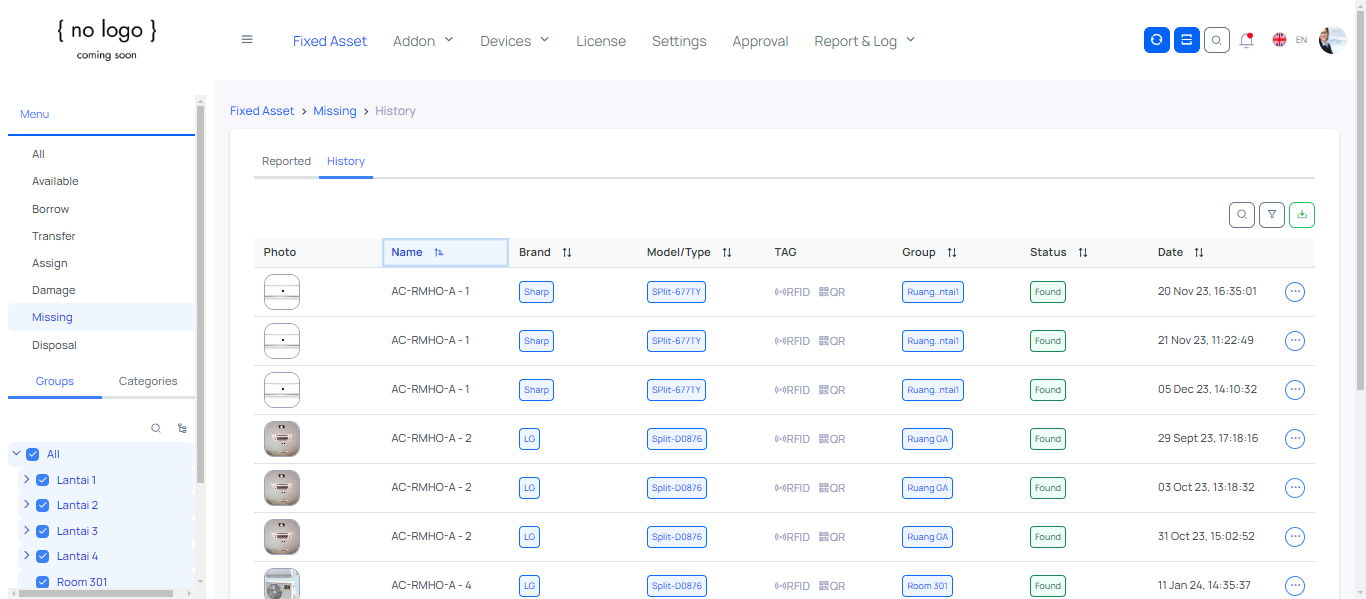 { no logo }
coming soon
Fixed Asset Addon Devices License Settings Approval Report & Log EN
Menu
All
Available
Borrow
Transfer
Assign
Damage
Missing
Disposal
Groups Categories
All
Lantai 1
Lantai 2
Lantai 3
Lantai 4
Room 301
Fixed Asset > Missing > History
Reported History
Photo Name Brand Model/Type TAG Group Status Date
AC-RMHO-A - 1 Sharp SPlit-677TY RFID QR Ruang..ntai1 Found 20 Nov 23, 16:35:01
AC-RMHO-A - 1 Sharp SPlit-677TY RFID QR Ruang..ntai1 Found 21 Nov 23, 11:22:49
AC-RMHO-A - 1 Sharp SPlit-677TY RFID QR Ruang..ntai1 Found 05 Dec 23, 14:10:32
AC-RMHO-A - 2 LG Split-D0876 RFID QR Ruang GA Found 29 Sept 23, 17:18:16
AC-RMHO-A - 2 LG Split-D0876 RFID QR Ruang GA Found 03 Oct 23, 13:18:32
AC-RMHO-A - 2 LG Split-D0876 RFID QR Ruang GA Found 31 Oct 23, 15:02:52
AC-RMHO-A - 4 LG Split-D0876 RFID QR Room 301 Found 11 Jan 24, 14:35:37